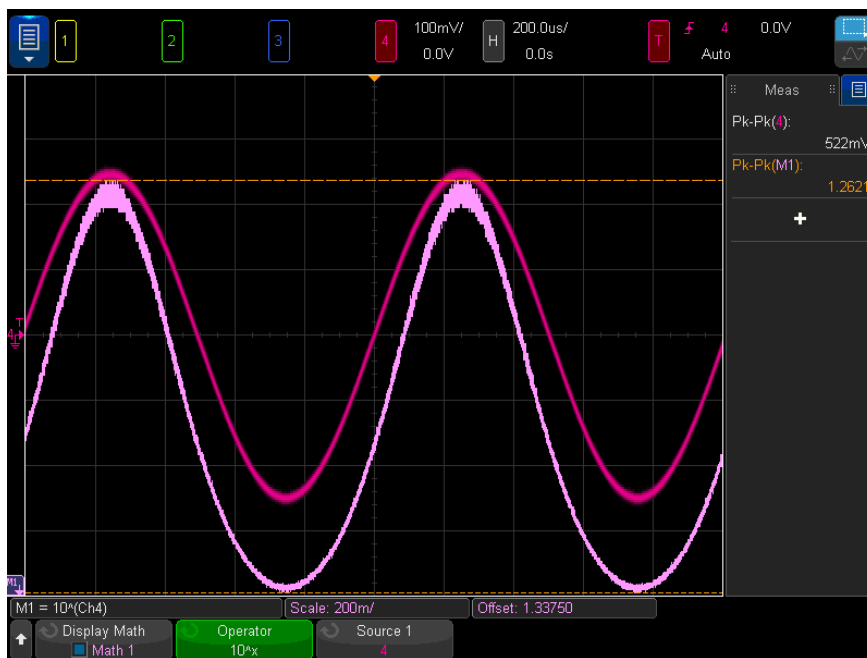 1 2 3 4 100mV/ 0.0V H 200.0us/ 0.0s T 4 Auto 0.0V
Meas
Pk-Pk(4):
522mV
Pk-Pk(M1):
1.2621
+
T
4
M1
M1 = 10^(Ch4) Scale: 200m/ Offset: 1.33750
Display Math Operator Source 1
Math 1 10^x 4